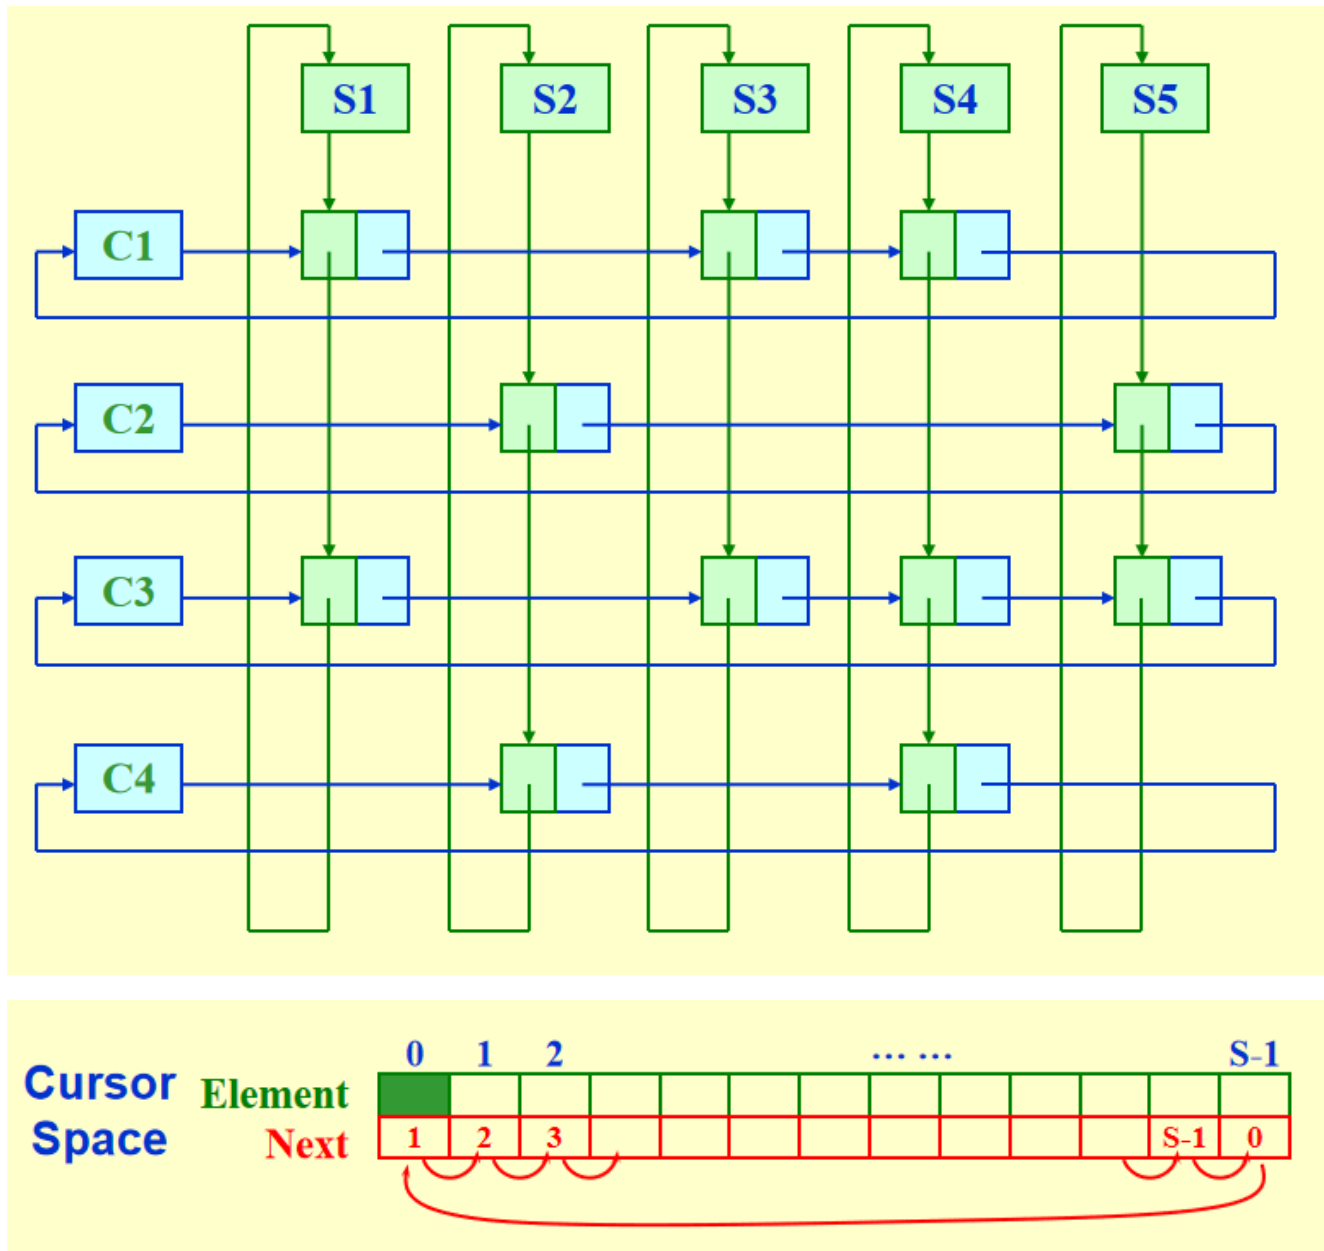 S1 S2 S3 S4 S5
C1
C2
C3
C4
0 1 2 ... ... S-1
Cursor Space
Element
Next 1 2 3 S-1 0